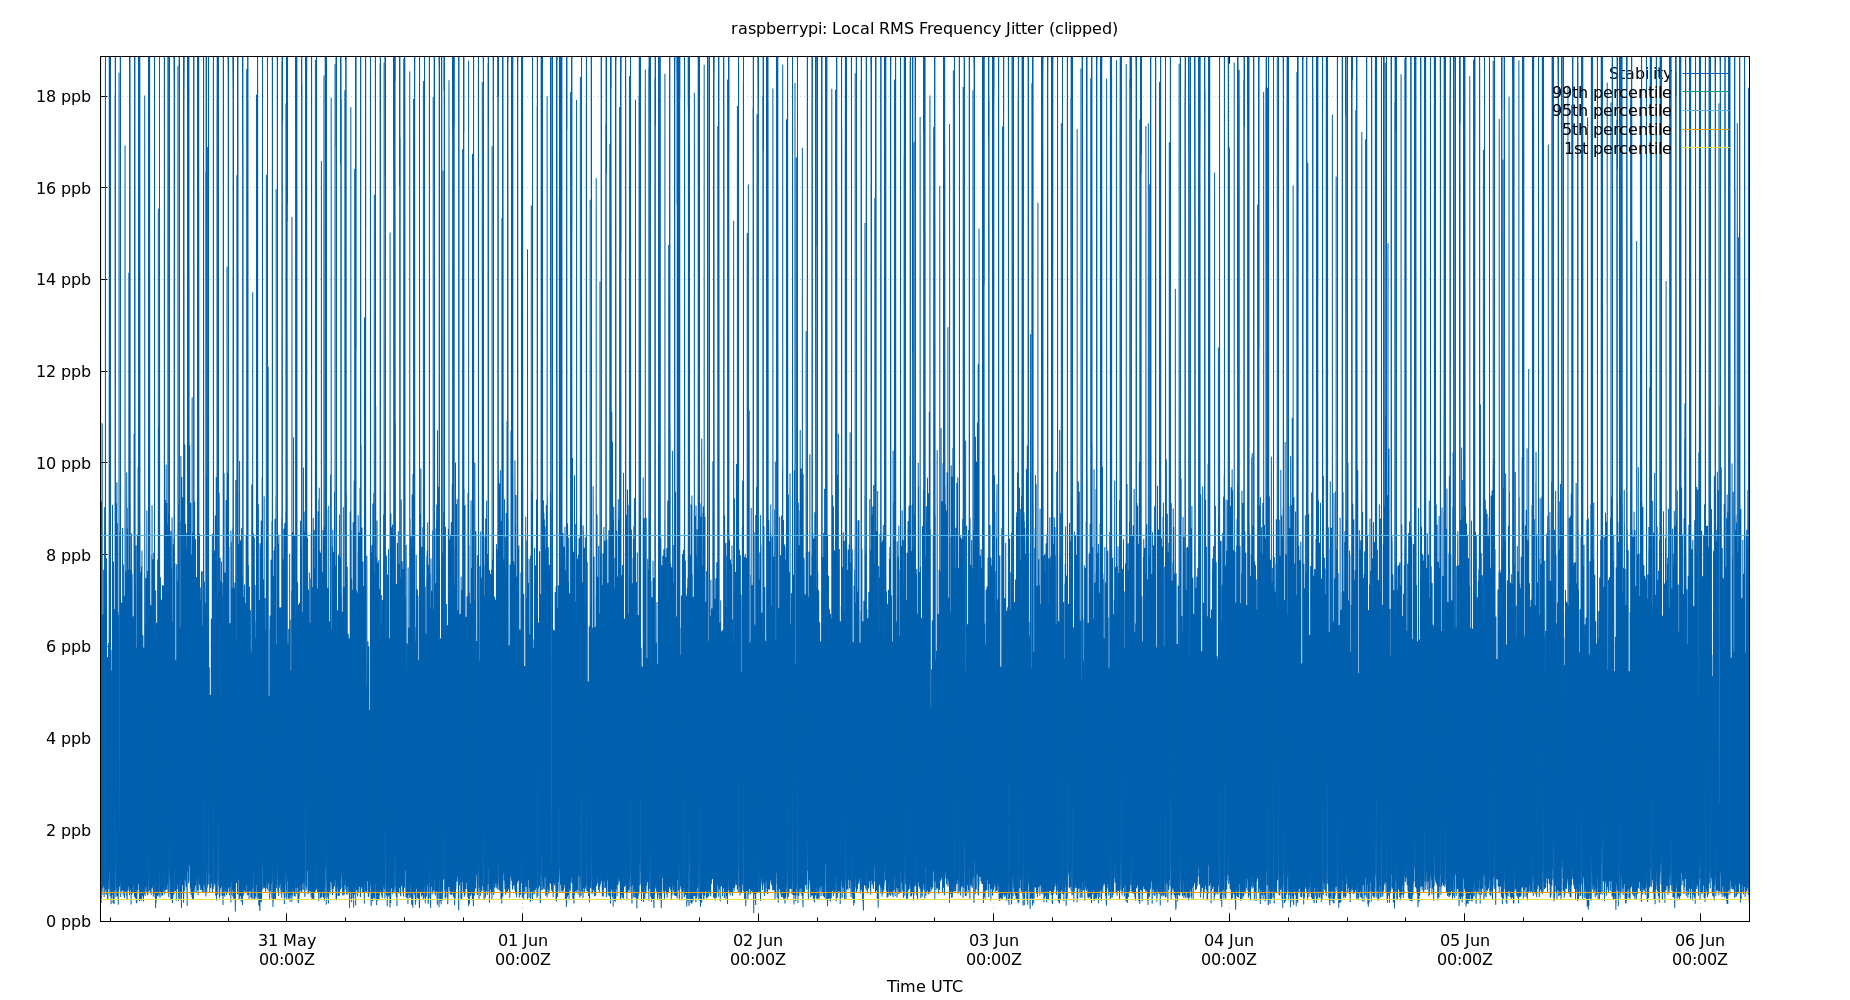 raspberrypi: Local RMS Frequency Jitter (clipped)
Stability
99th percentile
95th percentile
5th percentile
1st percentile
18 ppb
16 ppb
14 ppb
12 ppb
10 ppb
8 ppb
6 ppb
4 ppb
2 ppb
0 ppb
31 May
00:00Z
01 Jun
00:00Z
02 Jun
00:00Z
03 Jun
00:00Z
04 Jun
00:00Z
05 Jun
00:00Z
06 Jun
00:00Z
Time UTC